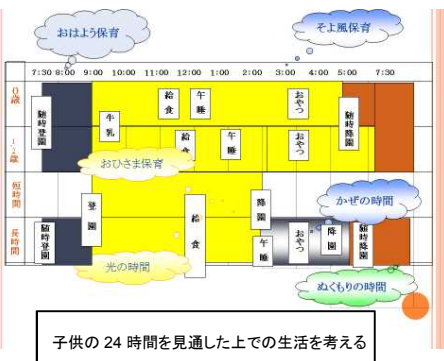 おはよう保育
そよ風保育
7:30 8:00 9:00 10:00 11:00 12:00 1:00 2:00 3:00 4:00 5:00 7:30
0歳
随時登園
牛乳
給食
午睡
おやつ
随時降園
1~2歳
給食
午睡
おやつ
おひさま保育
短時間
登園
給食
降園
かぜの時間
長時間
随時登園
午睡
おやつ
降園
随時降園
光の時間
ぬくもりの時間
子供の 24 時間を見通した上での生活を考える